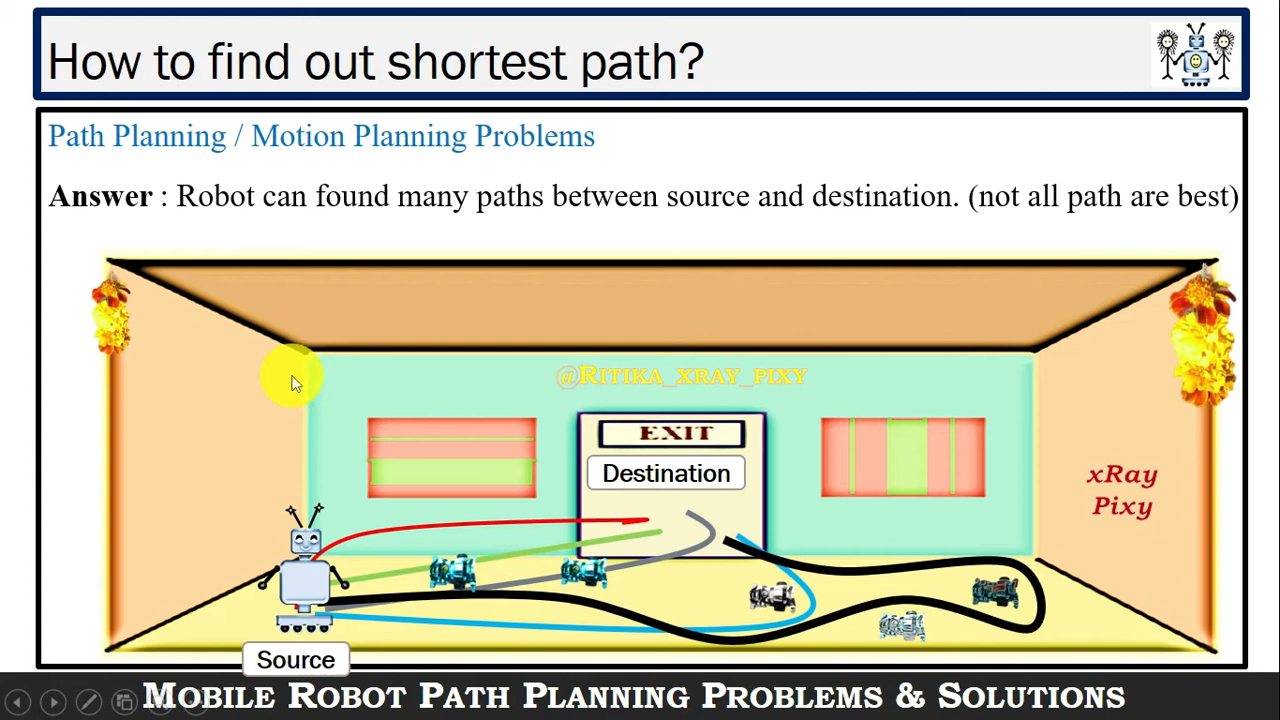 How to find out shortest path?
Path Planning / Motion Planning Problems
Answer : Robot can found many paths between source and destination. (not all path are best)
@RITIKA_XRAY_PIXY
EXIT
Destination
xRay
Pixy
Source
MOBILE ROBOT PATH PLANNING PROBLEMS & SOLUTIONS